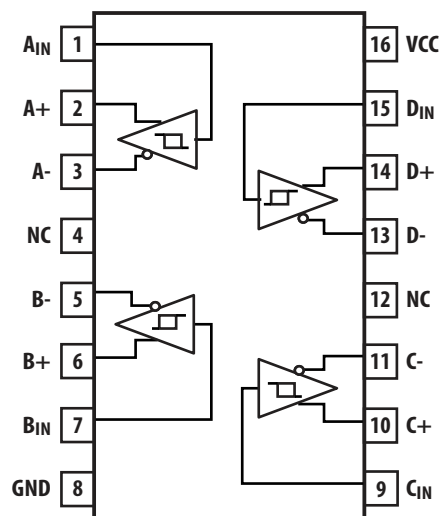 AIN 1
A+ 2
A- 3
NC 4
B- 5
B+ 6
BIN 7
GND 8
16 VCC
15 DIN
14 D+
13 D-
12 NC
11 C-
10 C+
9 CIN